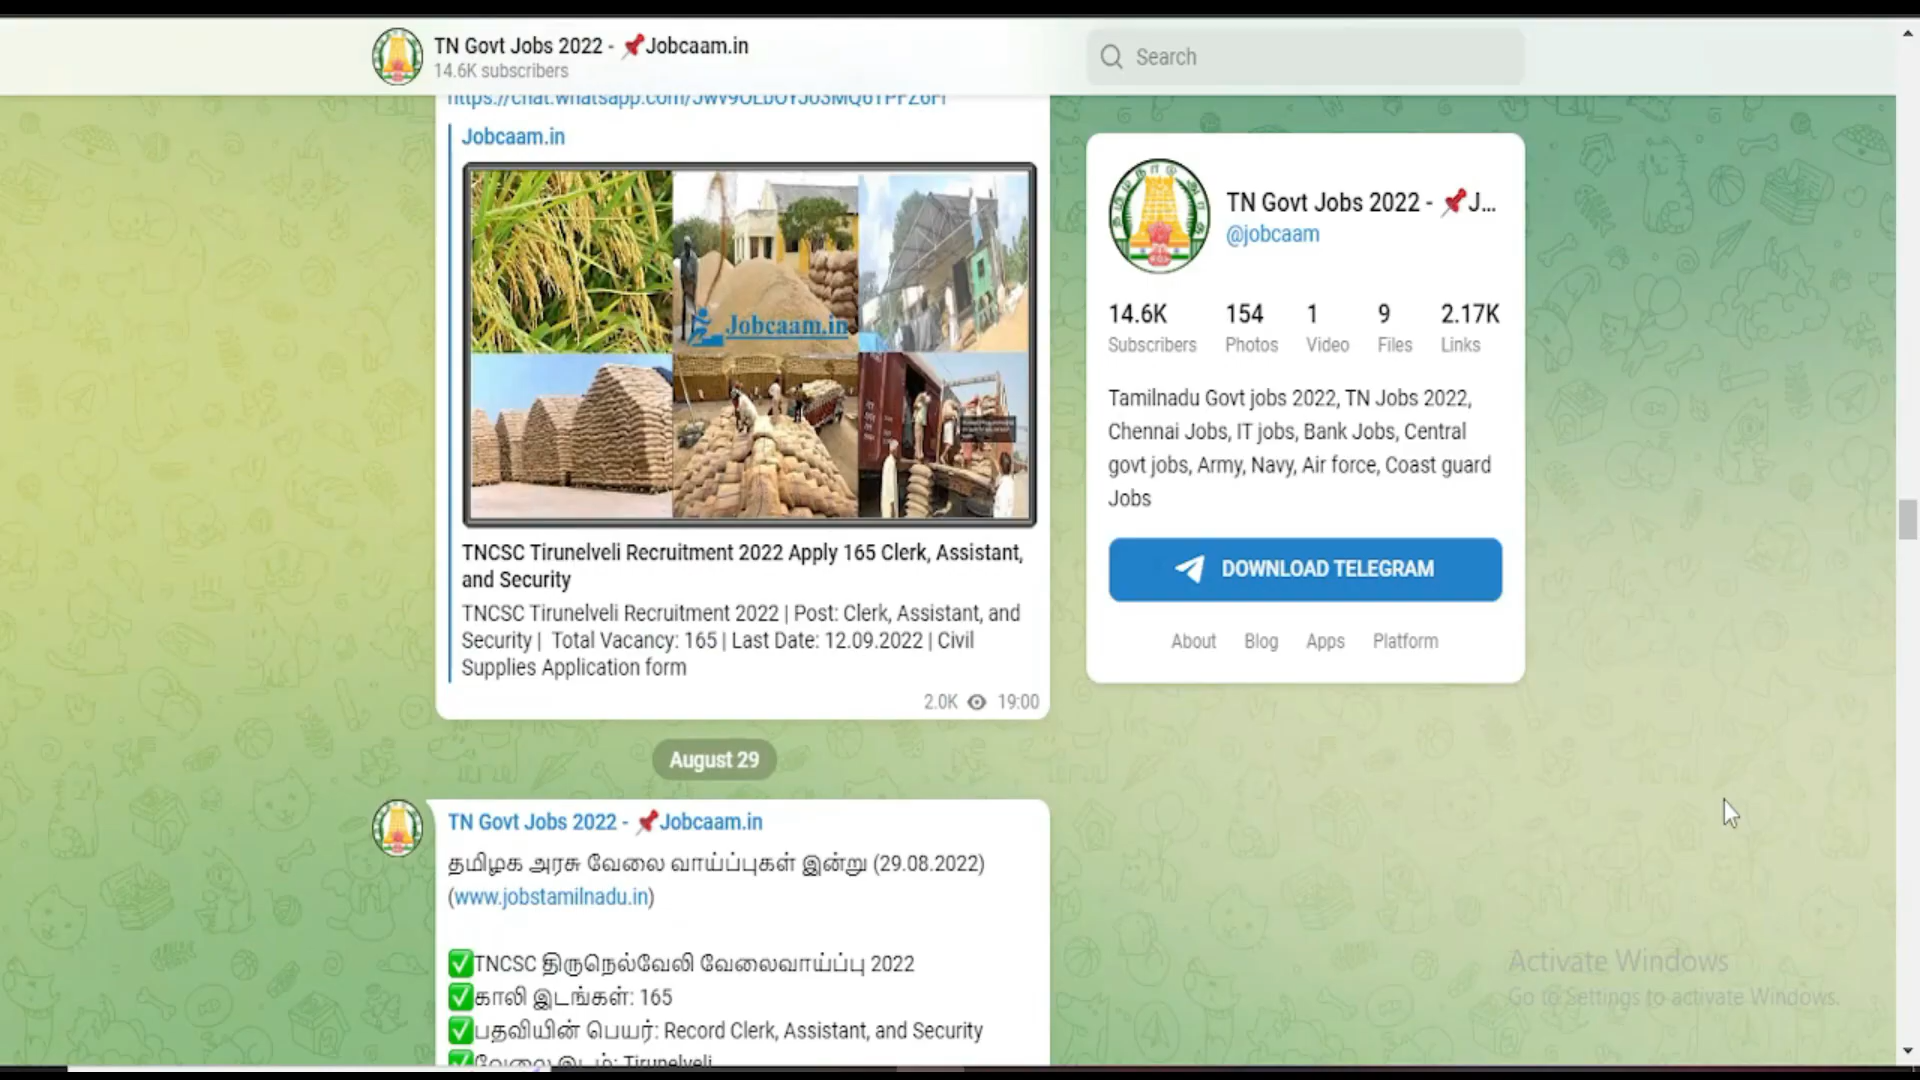 TN Govt Jobs 2022 - 📌Jobcaam.in
14.6K subscribers
Search
Jobcaam.in
Jobcaam.in
TNCSC Tirunelveli Recruitment 2022 Apply 165 Clerk, Assistant,
and Security
TNCSC Tirunelveli Recruitment 2022 | Post: Clerk, Assistant, and
Security | Total Vacancy: 165 | Last Date: 12.09.2022 | Civil
Supplies Application form
2.0K 19:00
August 29
TN Govt Jobs 2022 - 📌Jobcaam.in
தமிழக அரசு வேலை வாய்ப்புகள் இன்று (29.08.2022)
(www.jobstamilnadu.in)
✅TNCSC திருநெல்வேலி வேலைவாய்ப்பு 2022
✅காலி இடங்கள்: 165
✅பதவியின் பெயர்: Record Clerk, Assistant, and Security
✅வேலை இடம்: Tirunelveli
TN Govt Jobs 2022 - 📌J...
@jobcaam
14.6K 154 1 9 2.17K
Subscribers Photos Video Files Links
Tamilnadu Govt jobs 2022, TN Jobs 2022,
Chennai Jobs, IT jobs, Bank Jobs, Central
govt jobs, Army, Navy, Air force, Coast guard
Jobs
DOWNLOAD TELEGRAM
About Blog Apps Platform
Activate Windows
Go to Settings to activate Windows.